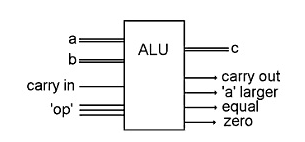 a
b
carry in
'op'
ALU
c
carry out
'a' larger
equal
zero